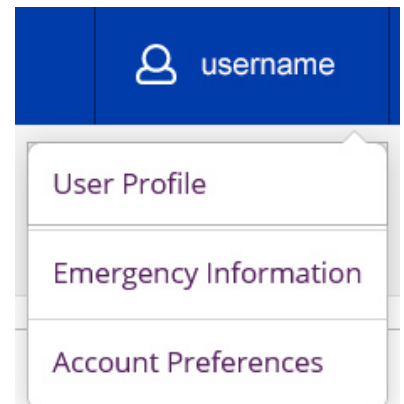 username
User Profile
Emergency Information
Account Preferences